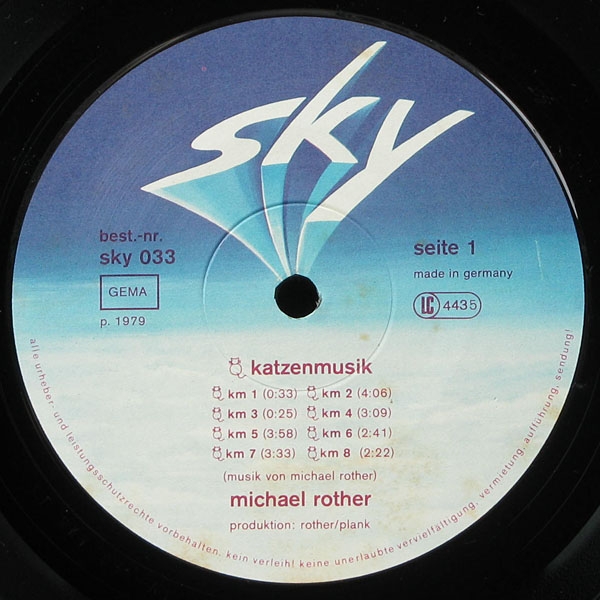 sky
best.-nr.
sky 033
GEMA
p. 1979
seite 1
made in germany
LC 4435
katzenmusik
km 1 (0:33) km 2 (4:06)
km 3 (0:25) km 4 (3:09)
km 5 (3:58) km 6 (2:41)
km 7 (3:33) km 8 (2:22)
(musik von michael rother)
michael rother
produktion: rother/plank
alle urheber- und leistungsschutzrechte vorbehalten. kein verleih! keine unerlaubte vervielfältigung, vermietung, aufführung, sendung!